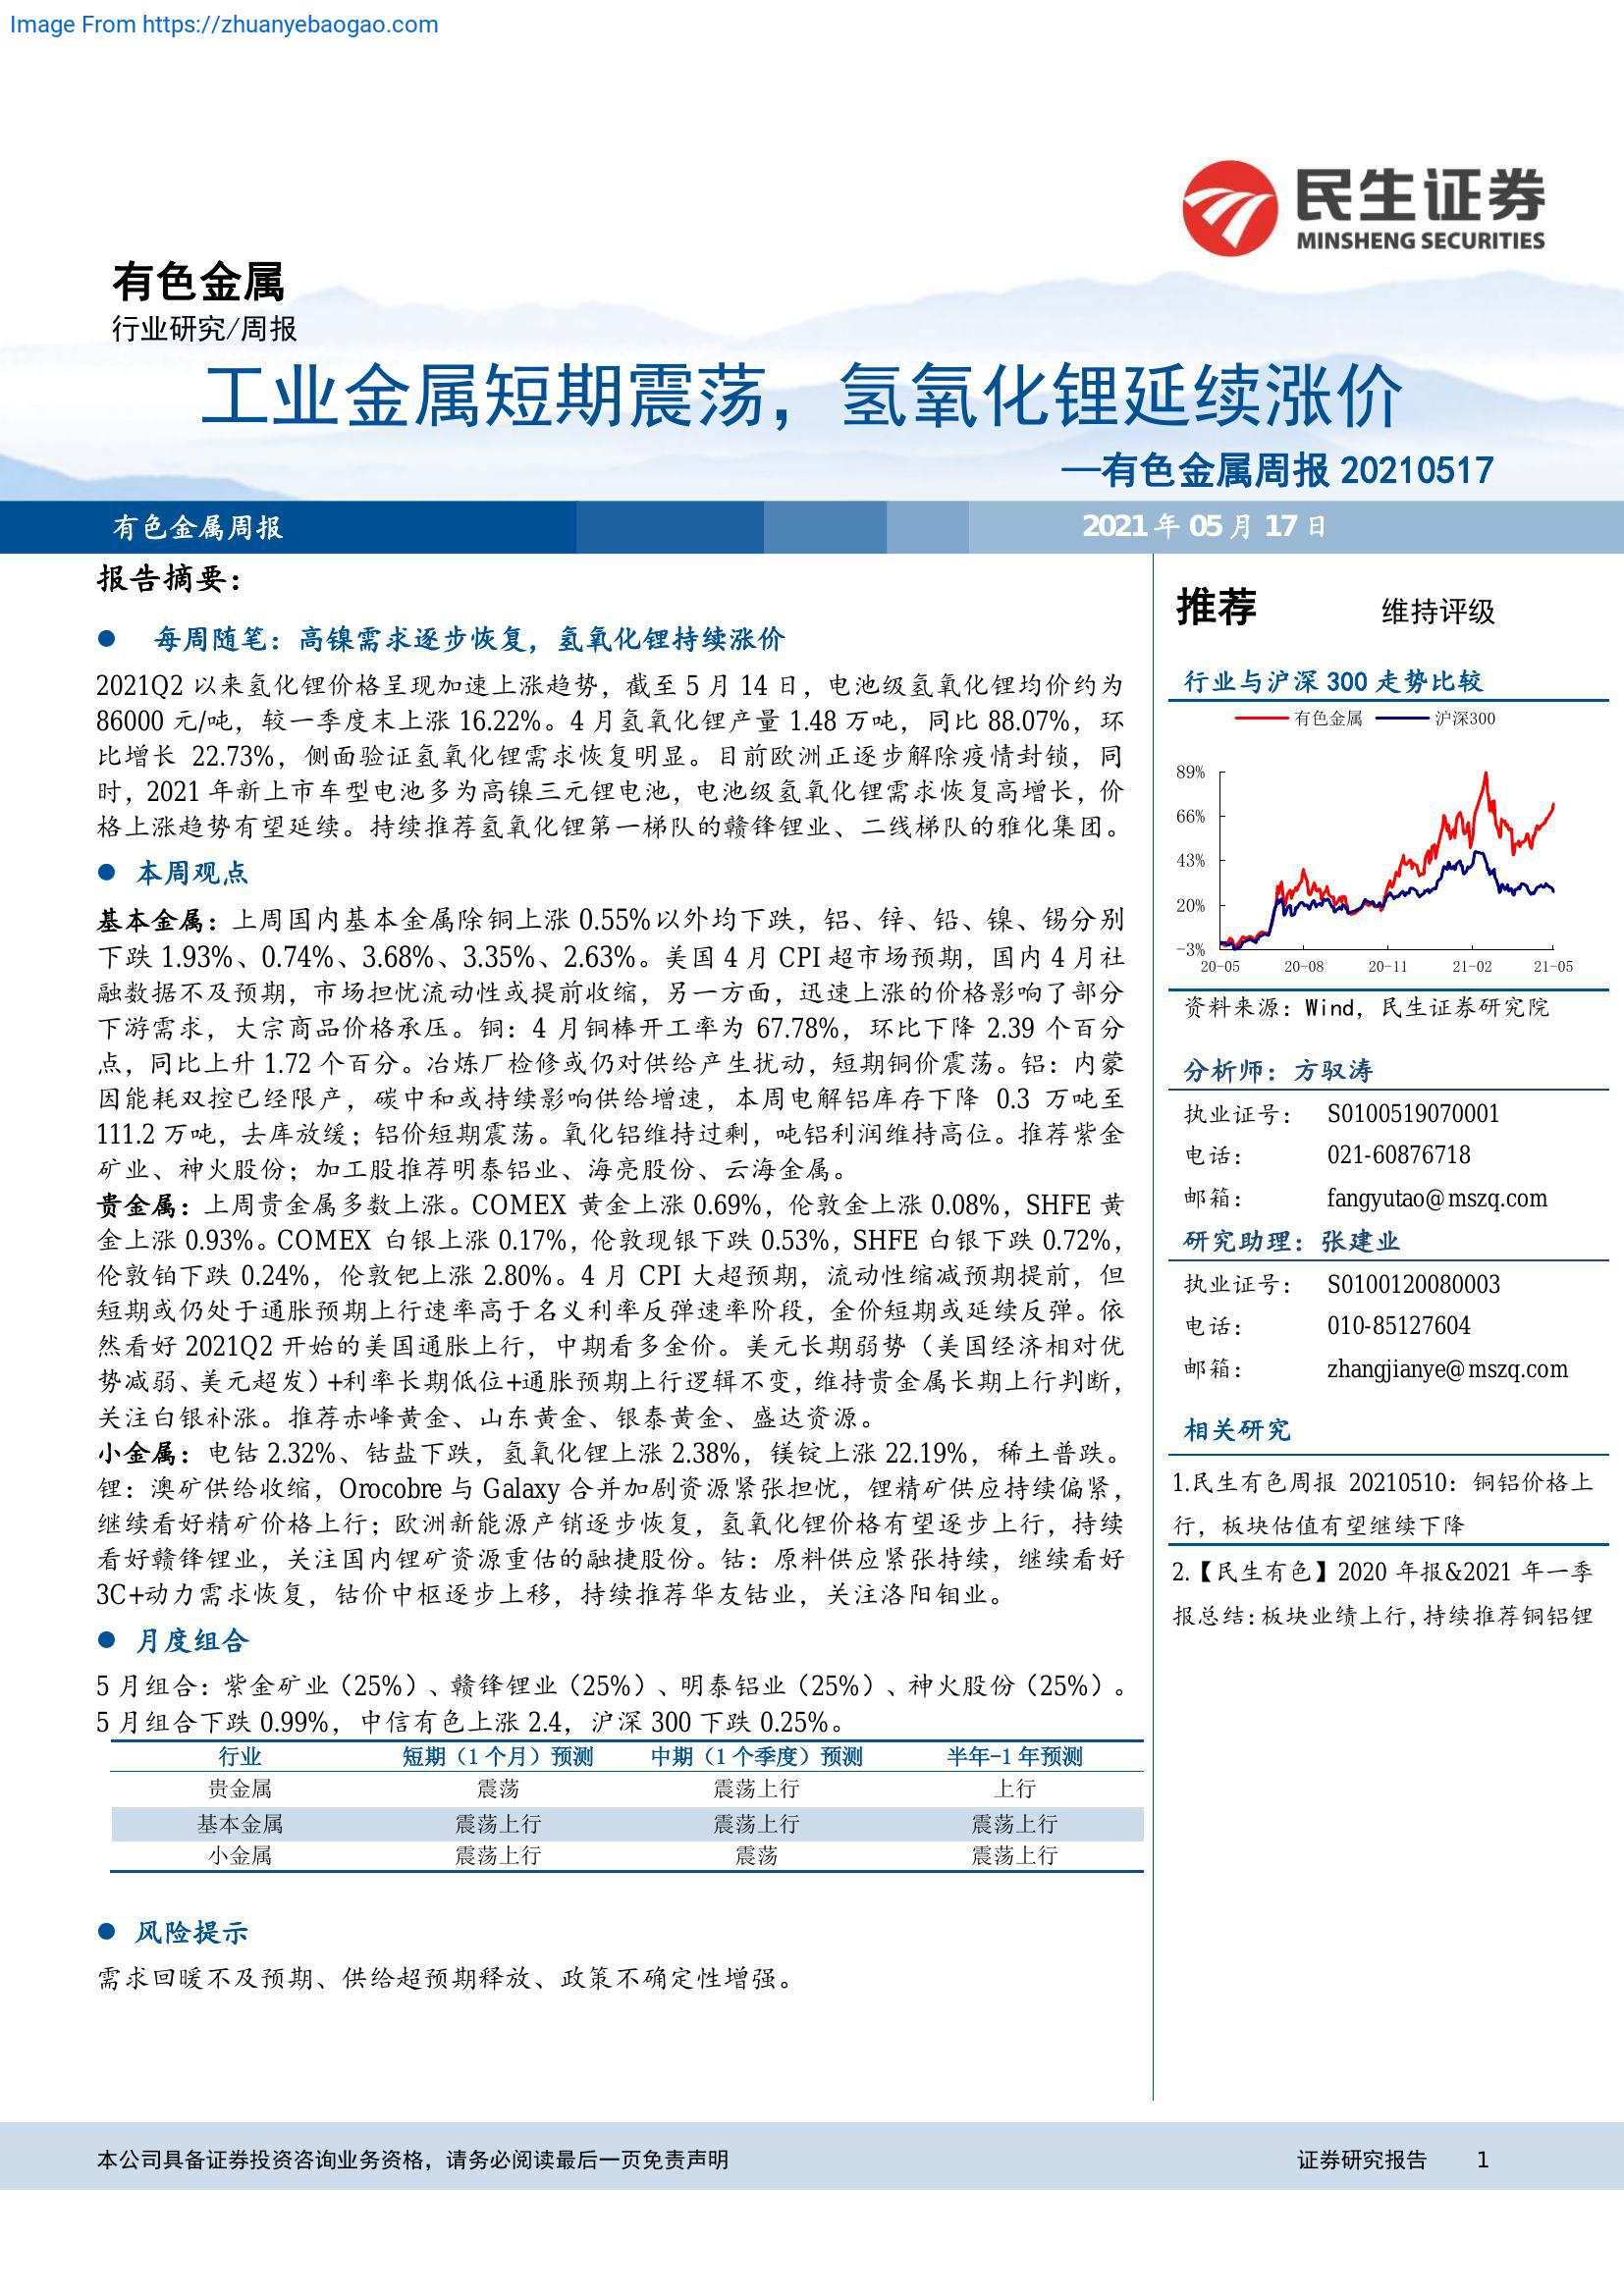 Image From https://zhuanyebaogao.com
民生证券
MINSHENG SECURITIES
有色金属
行业研究/周报
工业金属短期震荡，氢氧化锂延续涨价
—有色金属周报 20210517
有色金属周报
2021 年 05 月 17 日
报告摘要：
● 每周随笔：高镍需求逐步恢复，氢氧化锂持续涨价
2021Q2 以来氢化锂价格呈现加速上涨趋势，截至 5 月 14 日，电池级氢氧化锂均价约为
86000 元/吨，较一季度末上涨 16.22%。4 月氢氧化锂产量 1.48 万吨，同比 88.07%，环
比增长 22.73%，侧面验证氢氧化锂需求恢复明显。目前欧洲正逐步解除疫情封锁，同
时，2021 年新上市车型电池多为高镍三元锂电池，电池级氢氧化锂需求恢复高增长，价
格上涨趋势有望延续。持续推荐氢氧化锂第一梯队的赣锋锂业、二线梯队的雅化集团。
● 本周观点
基本金属：上周国内基本金属除铜上涨 0.55%以外均下跌，铝、锌、铅、镍、锡分别
下跌 1.93%、0.74%、3.68%、3.35%、2.63%。美国 4 月 CPI 超市场预期，国内 4 月社
融数据不及预期，市场担忧流动性或提前收缩，另一方面，迅速上涨的价格影响了部分
下游需求，大宗商品价格承压。铜：4 月铜棒开工率为 67.78%，环比下降 2.39 个百分
点，同比上升 1.72 个百分。冶炼厂检修或仍对供给产生扰动，短期铜价震荡。铝：内蒙
因能耗双控已经限产，碳中和或持续影响供给增速，本周电解铝库存下降 0.3 万吨至
111.2 万吨，去库放缓；铝价短期震荡。氧化铝维持过剩，吨铝利润维持高位。推荐紫金
矿业、神火股份；加工股推荐明泰铝业、海亮股份、云海金属。
贵金属：上周贵金属多数上涨。COMEX 黄金上涨 0.69%，伦敦金上涨 0.08%，SHFE 黄
金上涨 0.93%。COMEX 白银上涨 0.17%，伦敦现银下跌 0.53%，SHFE 白银下跌 0.72%，
伦敦铂下跌 0.24%，伦敦钯上涨 2.80%。4 月 CPI 大超预期，流动性缩减预期提前，但
短期或仍处于通胀预期上行速率高于名义利率反弹速率阶段，金价短期或延续反弹。依
然看好 2021Q2 开始的美国通胀上行，中期看多金价。美元长期弱势（美国经济相对优
势减弱、美元超发）+利率长期低位+通胀预期上行逻辑不变，维持贵金属长期上行判断，
关注白银补涨。推荐赤峰黄金、山东黄金、银泰黄金、盛达资源。
小金属：电钴 2.32%、钴盐下跌，氢氧化锂上涨 2.38%，镁锭上涨 22.19%，稀土普跌。
锂：澳矿供给收缩，Orocobre 与 Galaxy 合并加剧资源紧张担忧，锂精矿供应持续偏紧，
继续看好精矿价格上行；欧洲新能源产销逐步恢复，氢氧化锂价格有望逐步上行，持续
看好赣锋锂业，关注国内锂矿资源重估的融捷股份。钴：原料供应紧张持续，继续看好
3C+动力需求恢复，钴价中枢逐步上移，持续推荐华友钴业，关注洛阳钼业。
● 月度组合
5 月组合：紫金矿业（25%）、赣锋锂业（25%）、明泰铝业（25%）、神火股份（25%）。
5 月组合下跌 0.99%，中信有色上涨 2.4，沪深 300 下跌 0.25%。
行业 短期（1 个月）预测 中期（1 个季度）预测 半年-1 年预测
贵金属 震荡 震荡上行 上行
基本金属 震荡上行 震荡上行 震荡上行
小金属 震荡上行 震荡 震荡上行
● 风险提示
需求回暖不及预期、供给超预期释放、政策不确定性增强。
推荐 维持评级
行业与沪深 300 走势比较
有色金属 沪深300
89%
66%
43%
20%
-3%
20-05 20-08 20-11 21-02 21-05
资料来源：Wind，民生证券研究院
分析师：方驭涛
执业证号： S0100519070001
电话： 021-60876718
邮箱： fangyutao@mszq.com
研究助理：张建业
执业证号： S0100120080003
电话： 010-85127604
邮箱： zhangjianye@mszq.com
相关研究
1.民生有色周报 20210510：铜铝价格上
行，板块估值有望继续下降
2.【民生有色】2020 年报&2021 年一季
报总结：板块业绩上行，持续推荐铜铝锂
本公司具备证券投资咨询业务资格，请务必阅读最后一页免责声明
证券研究报告 1